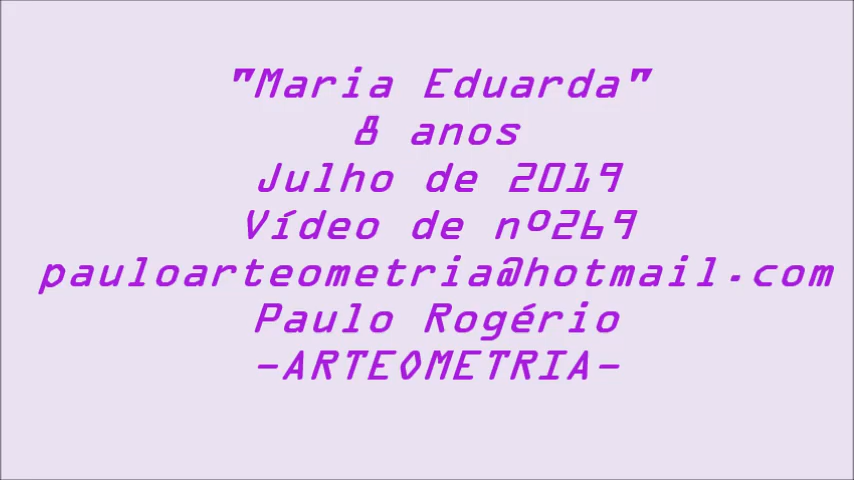 "Maria Eduarda"
8 anos
Julho de 2019
Vídeo de nº269
pauloarteometria@hotmail.com
Paulo Rogério
-ARTEOMETRIA-